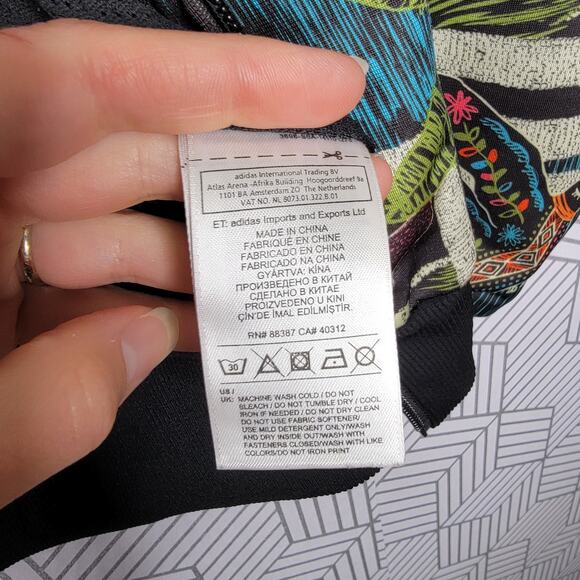 adidas International Trading BV
Atlas Arena -Afrika Building Hoogoorddreef 9a
1101 BA Amsterdam ZO The Netherlands
VAT NO. NL 8073.01.322.B.01
ET: adidas Imports and Exports Ltd
MADE IN CHINA
FABRIQUÉ EN CHINE
FABRICADO EN CHINA
FABRICADO NA CHINA
GYÁRTVA: KÍNA
ПРОИЗВЕДЕНО В КИТАЙ
СДЕЛАНО В КИТАЕ
PROIZVEDENO U KINI
ÇİN'DE İMAL EDİLMİŞTİR
RN# 88387 CA# 40312
30
US /
UK: MACHINE WASH COLD / DO NOT
BLEACH / DO NOT TUMBLE DRY / COOL
IRON IF NEEDED / DO NOT DRY CLEAN
DO NOT USE FABRIC SOFTENER/
USE MILD DETERGENT ONLY/WASH
AND DRY INSIDE OUT/WASH WITH
FASTENERS CLOSED/WASH WITH LIKE
COLORS/DO NOT IRON PRINT